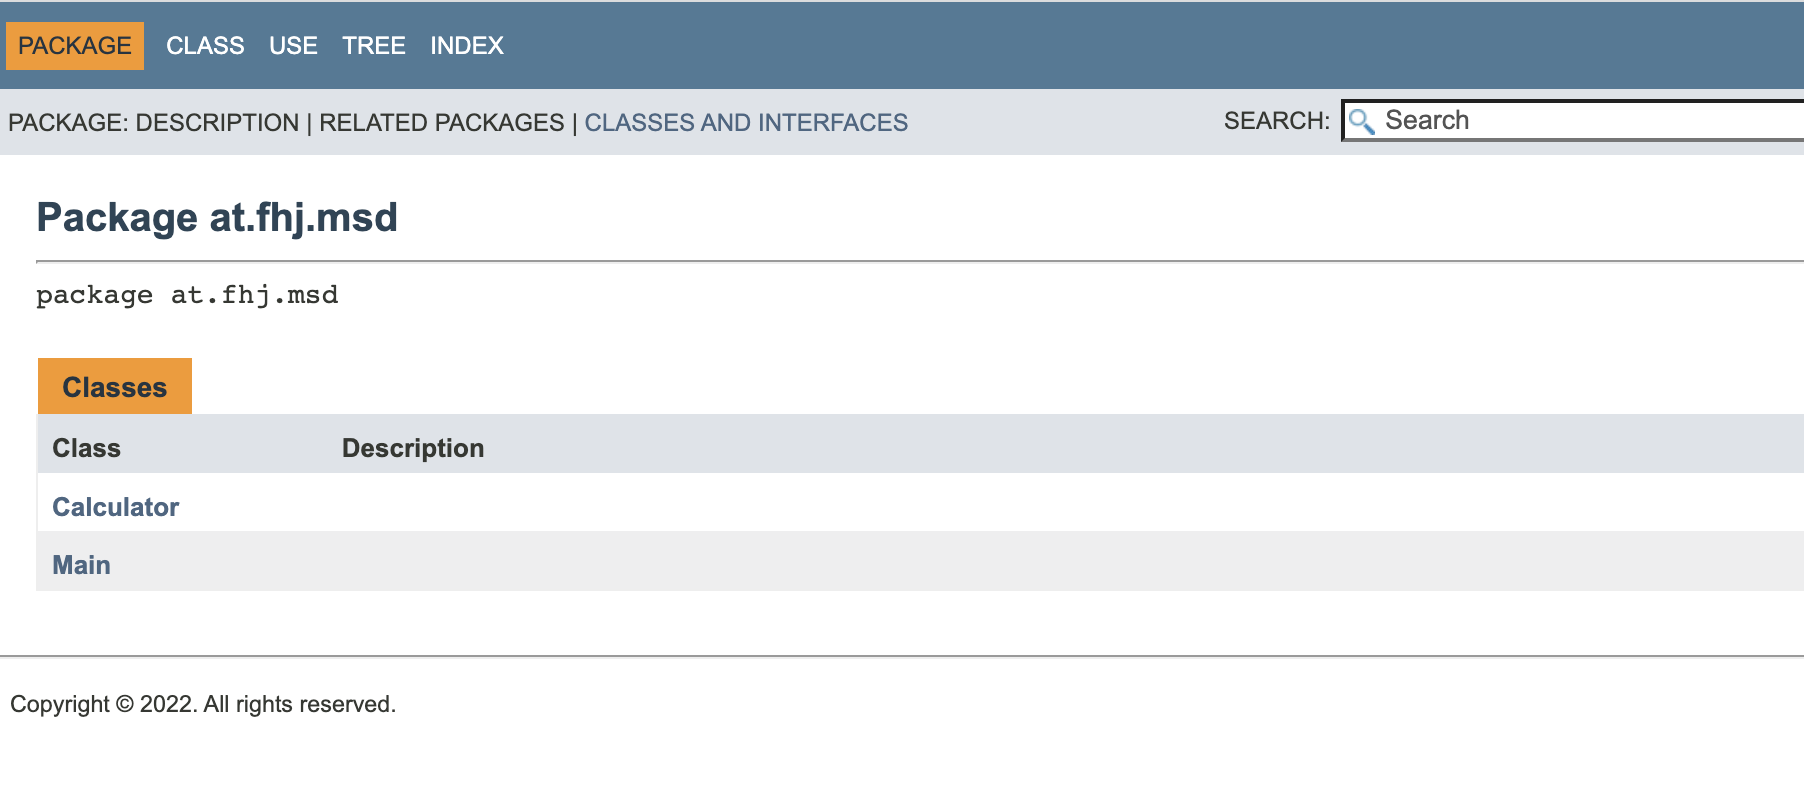 PACKAGE CLASS USE TREE INDEX
PACKAGE: DESCRIPTION | RELATED PACKAGES | CLASSES AND INTERFACES SEARCH: Search
Package at.fhj.msd
package at.fhj.msd
Classes
Class Description
Calculator
Main
Copyright © 2022. All rights reserved.